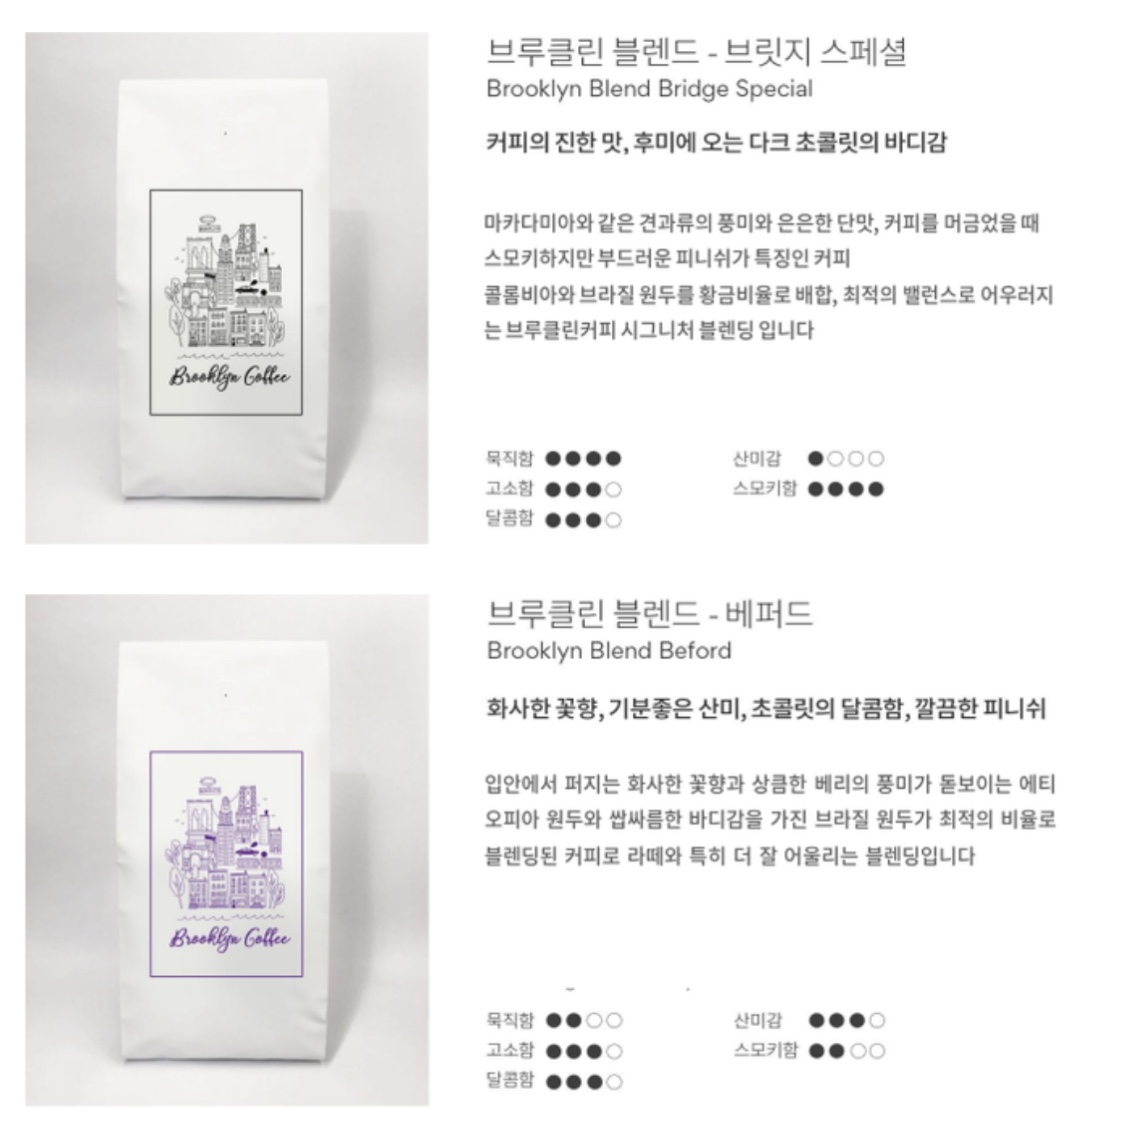 브루클린 블렌드 - 브릿지 스페셜
Brooklyn Blend Bridge Special
커피의 진한 맛, 후미에 오는 다크 초콜릿의 바디감
마카다미아와 같은 견과류의 풍미와 은은한 단맛, 커피를 머금었을 때
스모키하지만 부드러운 피니쉬가 특징인 커피
콜롬비아와 브라질 원두를 황금비율로 배합, 최적의 밸런스로 어우러지
는 브루클린커피 시그니처 블렌딩 입니다
Brooklyn Coffee
묵직함 ●●●● 산미감 ●○○○
고소함 ●●●○ 스모키함 ●●●●
달콤함 ●●●○
브루클린 블렌드 - 베퍼드
Brooklyn Blend Beford
화사한 꽃향, 기분좋은 산미, 초콜릿의 달콤함, 깔끔한 피니쉬
입안에서 퍼지는 화사한 꽃향과 상큼한 베리의 풍미가 돋보이는 에티
오피아 원두와 쌉싸름한 바디감을 가진 브라질 원두가 최적의 비율로
블렌딩된 커피로 라떼와 특히 더 잘 어울리는 블렌딩입니다
Brooklyn Coffee
묵직함 ●●○○ 산미감 ●●●○
고소함 ●●●○ 스모키함 ●●○○
달콤함 ●●●○